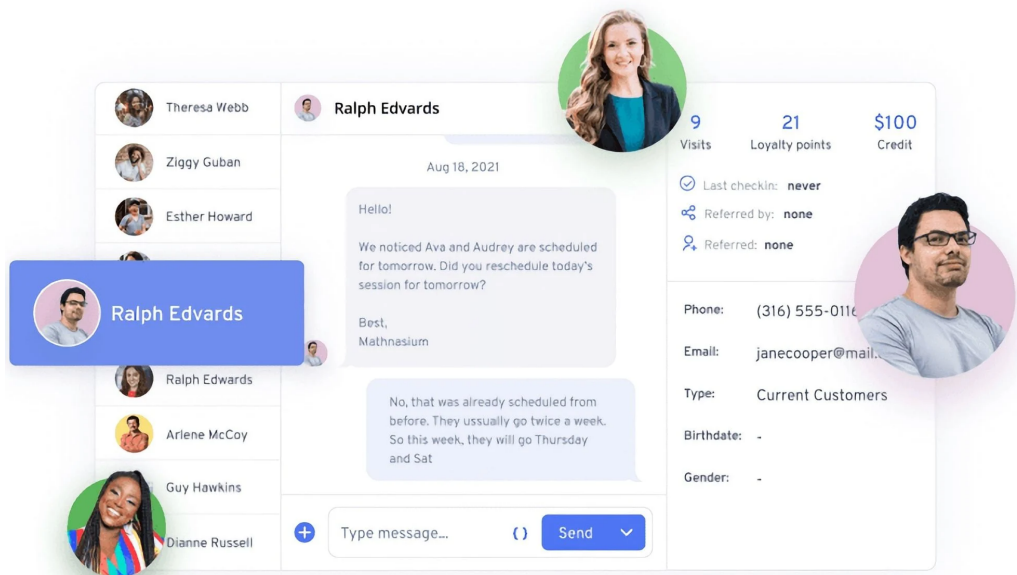 Theresa Webb
Ziggy Guban
Esther Howard
Ralph Edvards
Ralph Edwards
Arlene McCoy
Guy Hawkins
Dianne Russell
Ralph Edvards
Aug 18, 2021
Hello!
We noticed Ava and Audrey are scheduled
for tomorrow. Did you reschedule today's
session for tomorrow?
Best,
Mathnasium
No, that was already scheduled from
before. They ussually go twice a week.
So this week, they will go Thursday
and Sat
Type message...
{ }
Send
9
Visits
21
Loyalty points
$100
Credit
Last checkin: never
Referred by: none
Referred: none
Phone: (316) 555-0116
Email: janecooper@mail.
Type: Current Customers
Birthdate: -
Gender: -